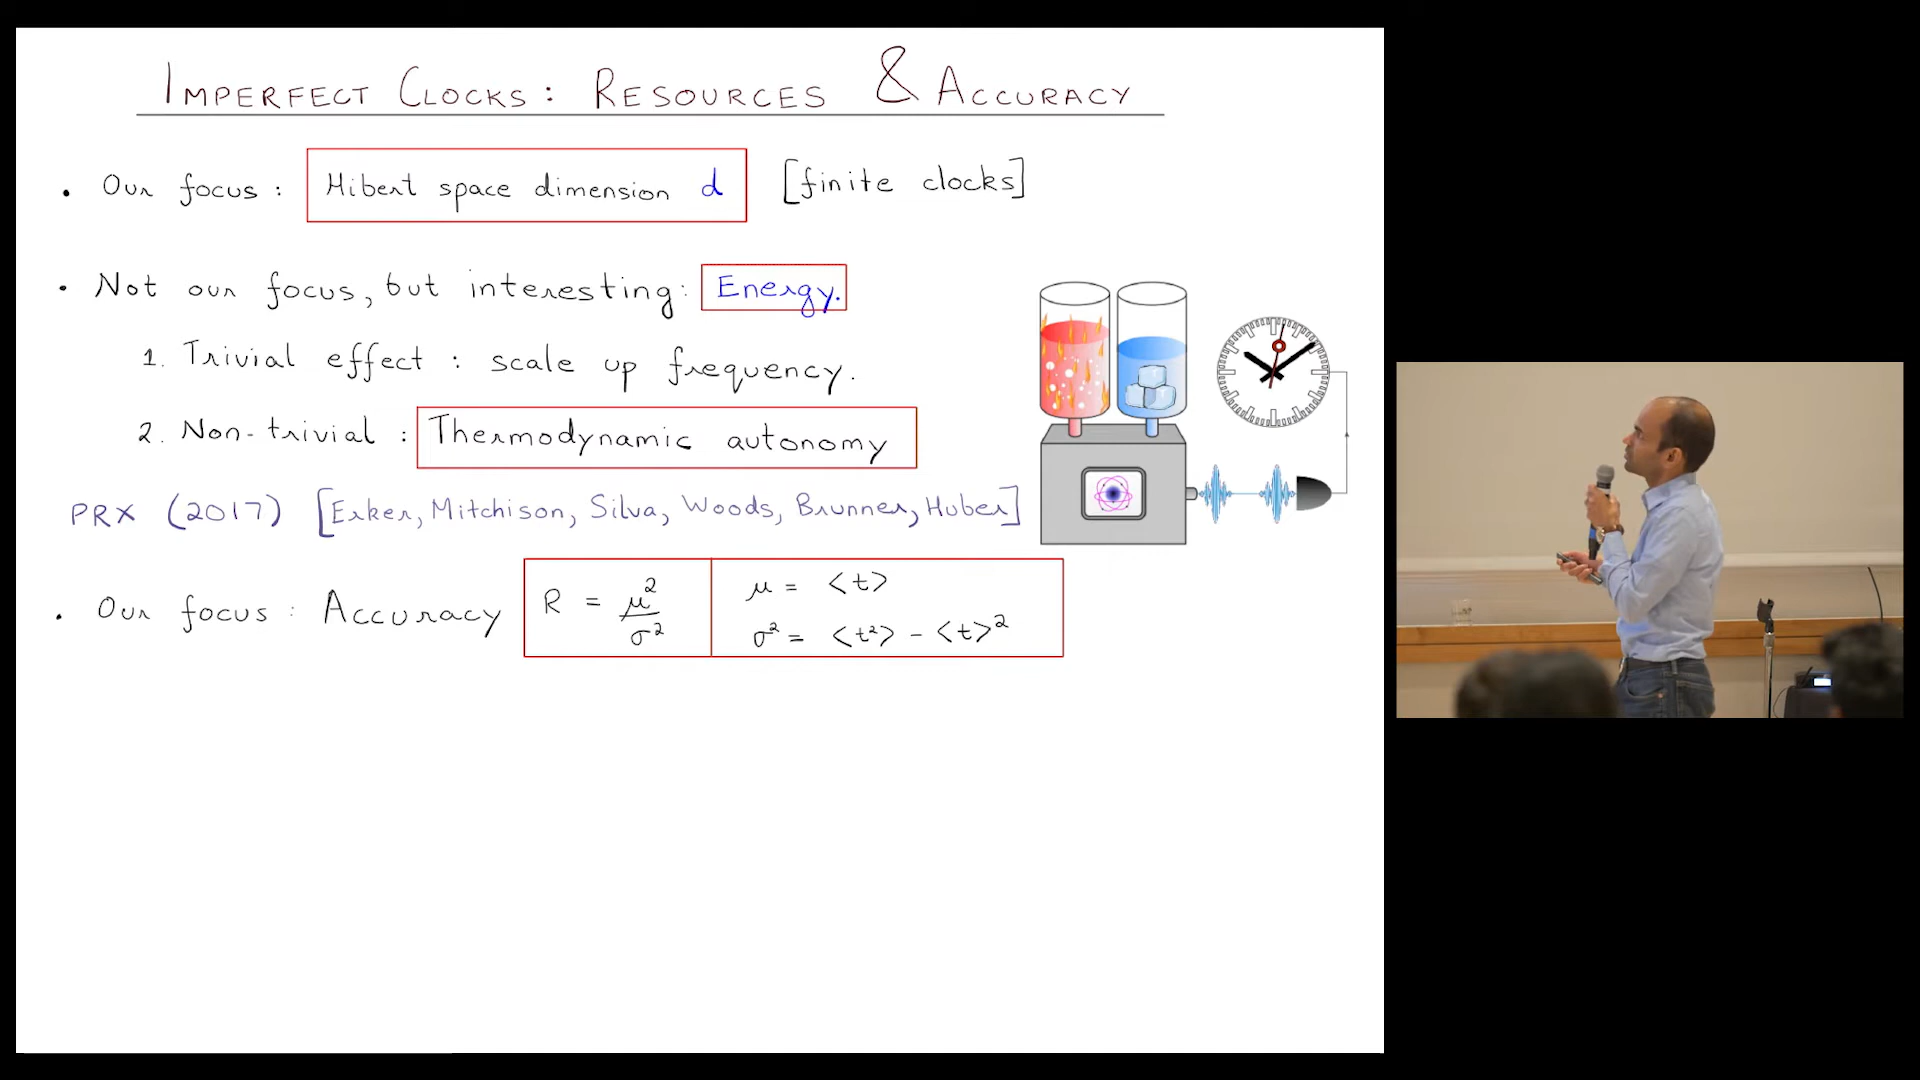 IMPERFECT CLOCKS: RESOURCES & ACCURACY
• Our focus: Hibert space dimension d [finite clocks]
• Not our focus, but interesting: Energy.
1. Trivial effect: scale up frequency.
2. Non-trivial: Thermodynamic autonomy
PRX (2017) [Erker, Mitchison, Silva, Woods, Brunner, Huber]
• Our focus: Accuracy R = μ²/σ² μ = <t>
σ² = <t²> - <t>²